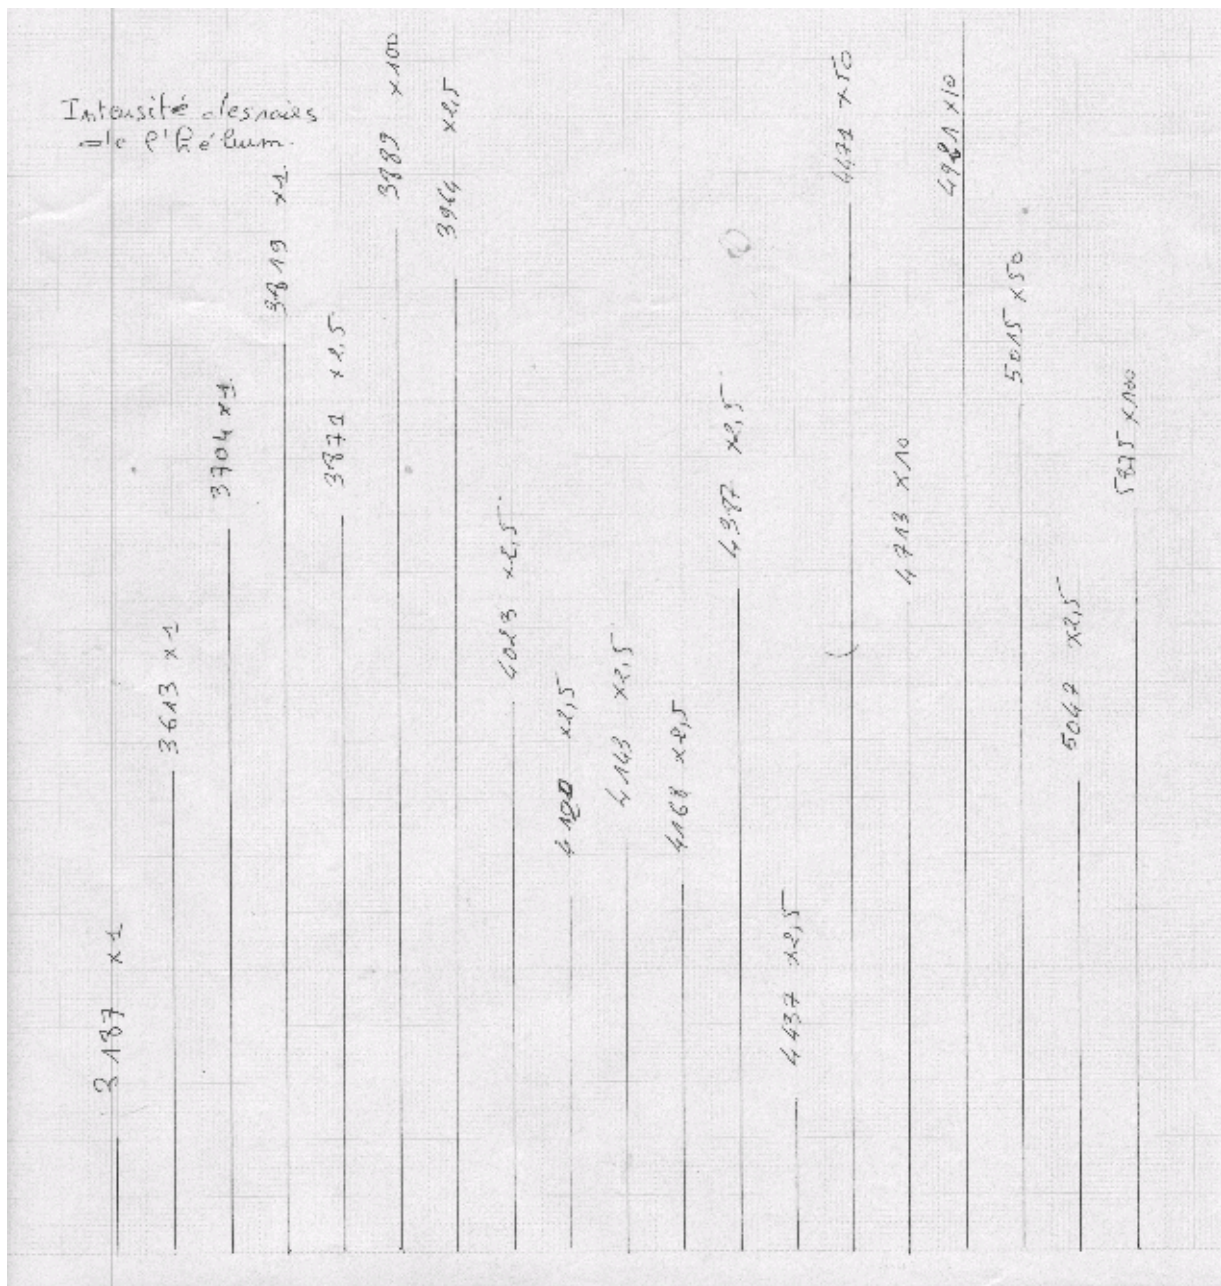 Intensité des raies
de l'hélium.
3187 x1
3613 x1
3704 x1
3819 x1
3871 x2,5
3889 x100
3964 x2,5
4023 x2,5
4120 x2,5
4143 x2,5
4168 x2,5
4387 x2,5
4437 x2,5
4471 x50
4713 x10
4921 x10
5015 x50
5047 x2,5
5875 x100